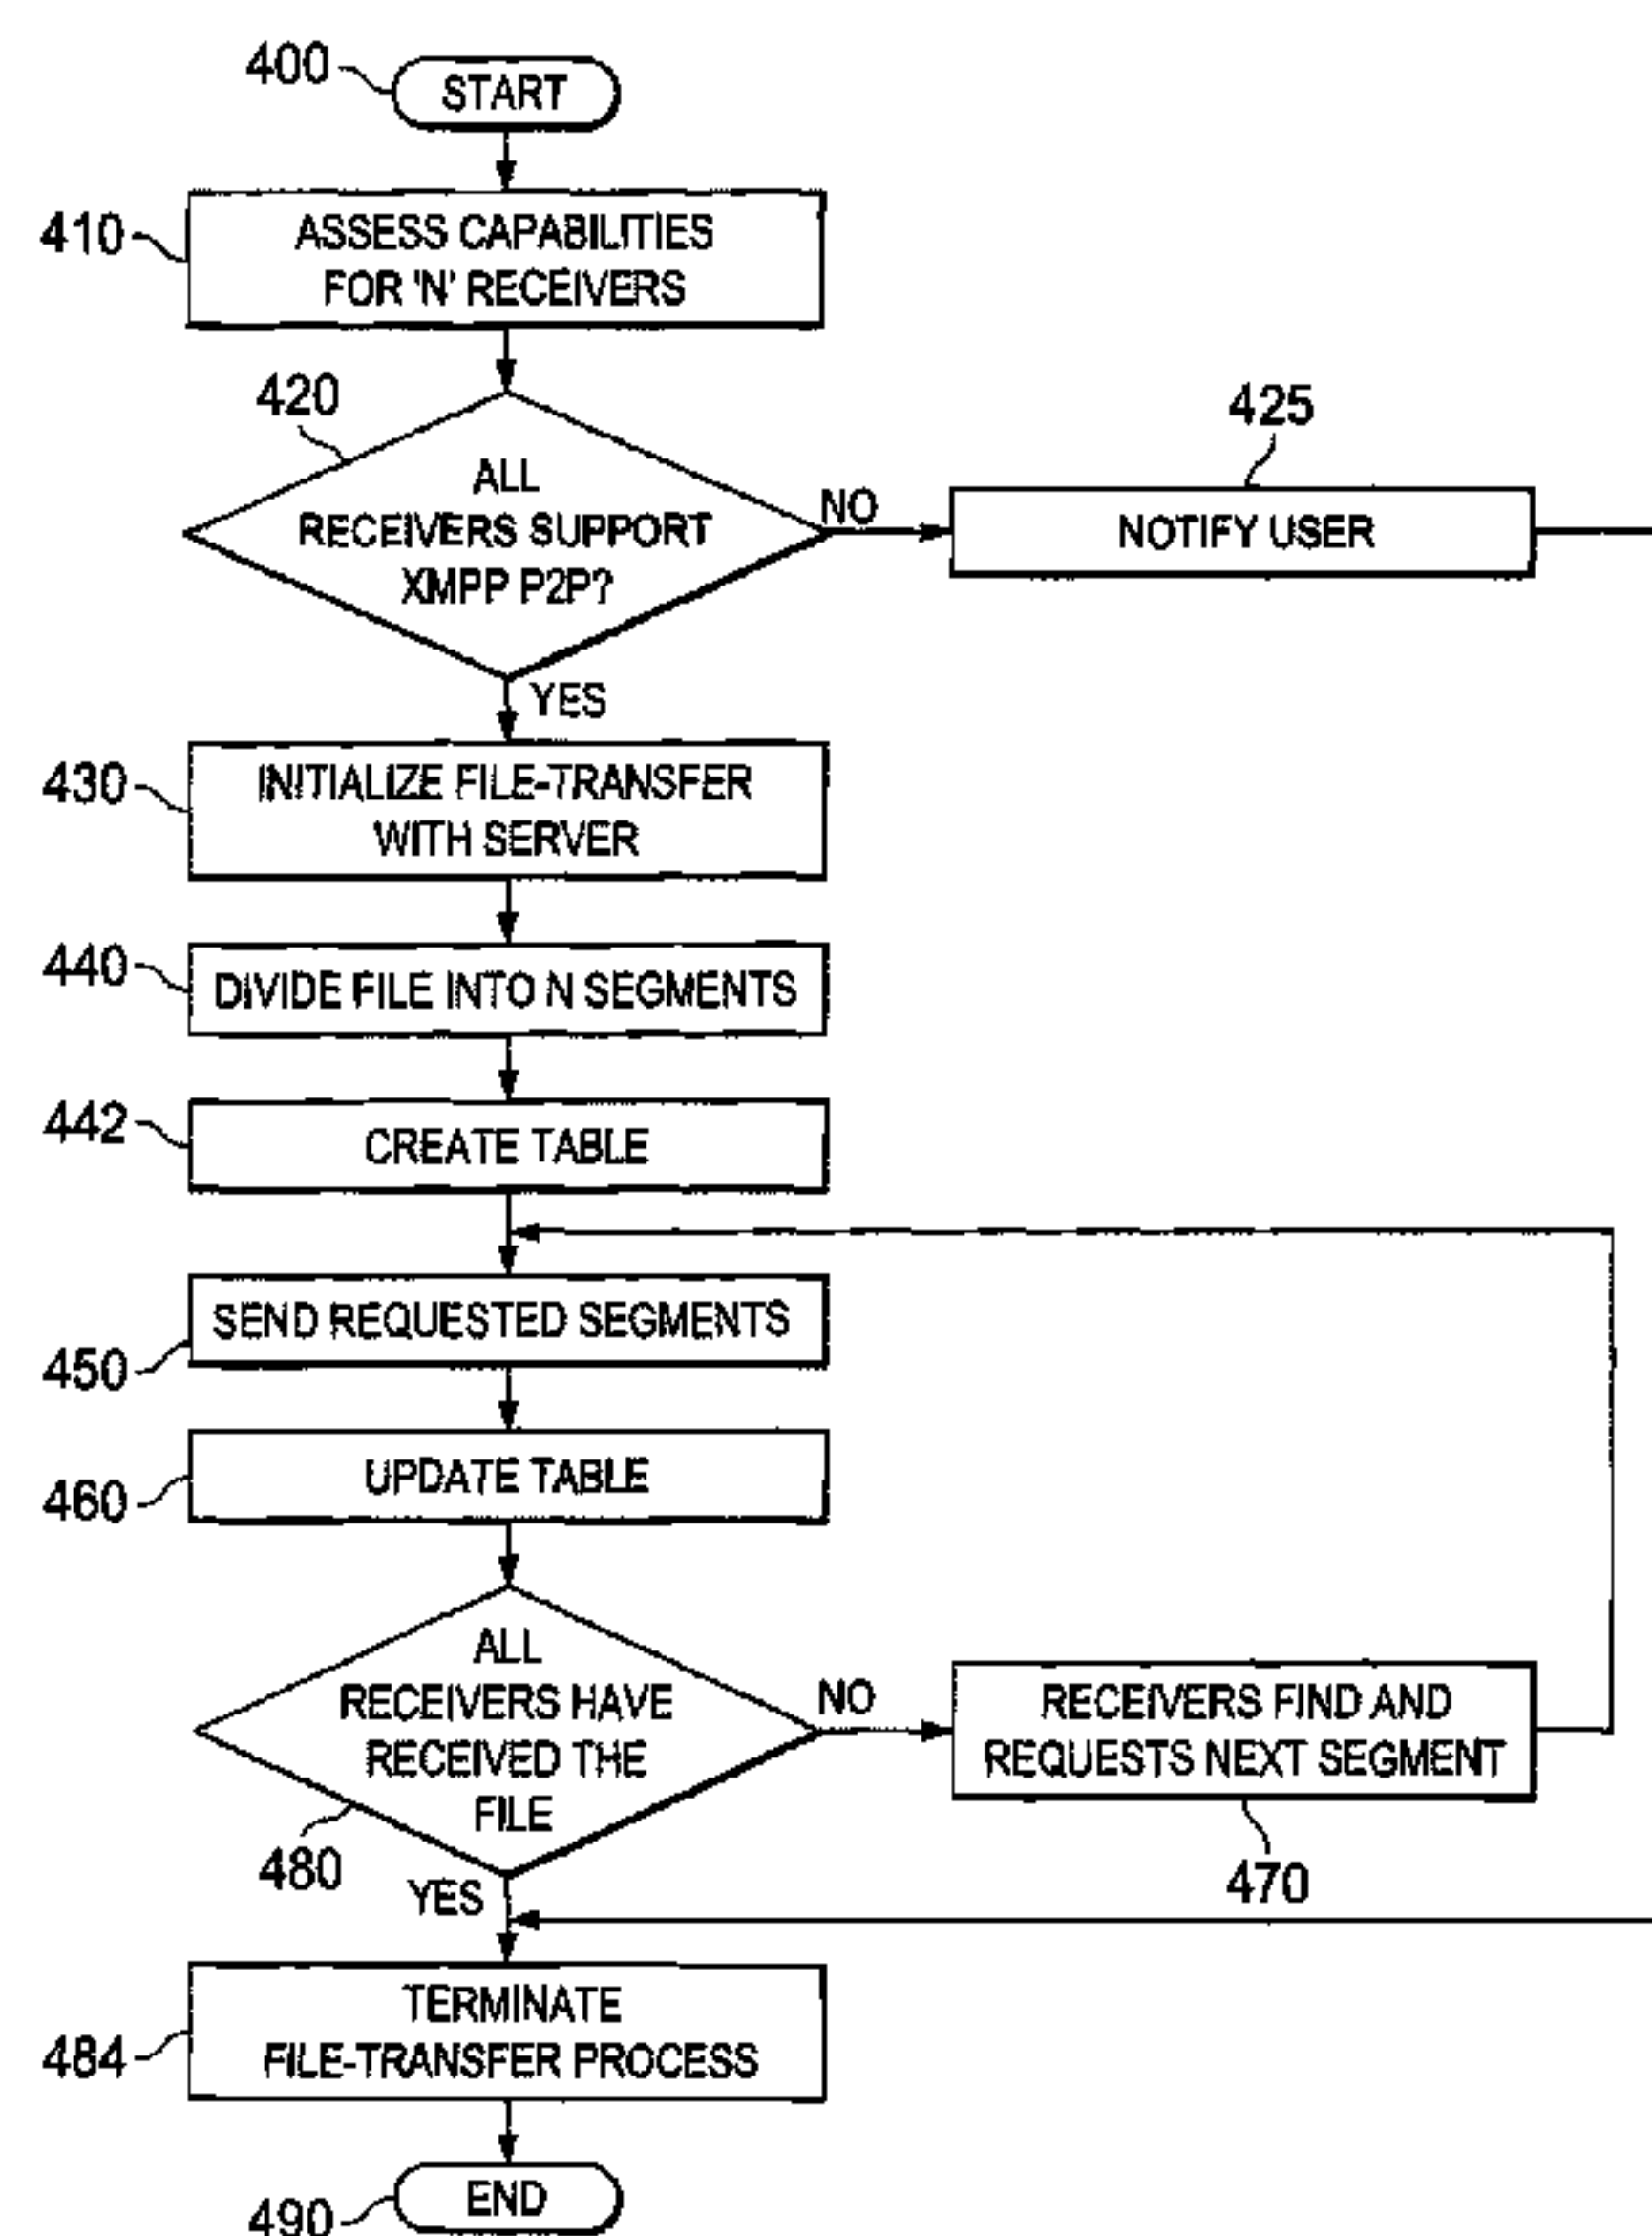 400
START
410
ASSESS CAPABILITIES
FOR 'N' RECEIVERS
420
ALL
RECEIVERS SUPPORT
XMPP P2P?
NO
425
NOTIFY USER
YES
430
INITIALIZE FILE-TRANSFER
WITH SERVER
440
DIVIDE FILE INTO N SEGMENTS
442
CREATE TABLE
450
SEND REQUESTED SEGMENTS
460
UPDATE TABLE
480
ALL
RECEIVERS HAVE
RECEIVED THE
FILE
NO
RECEIVERS FIND AND
REQUESTS NEXT SEGMENT
470
YES
484
TERMINATE
FILE-TRANSFER PROCESS
490
END